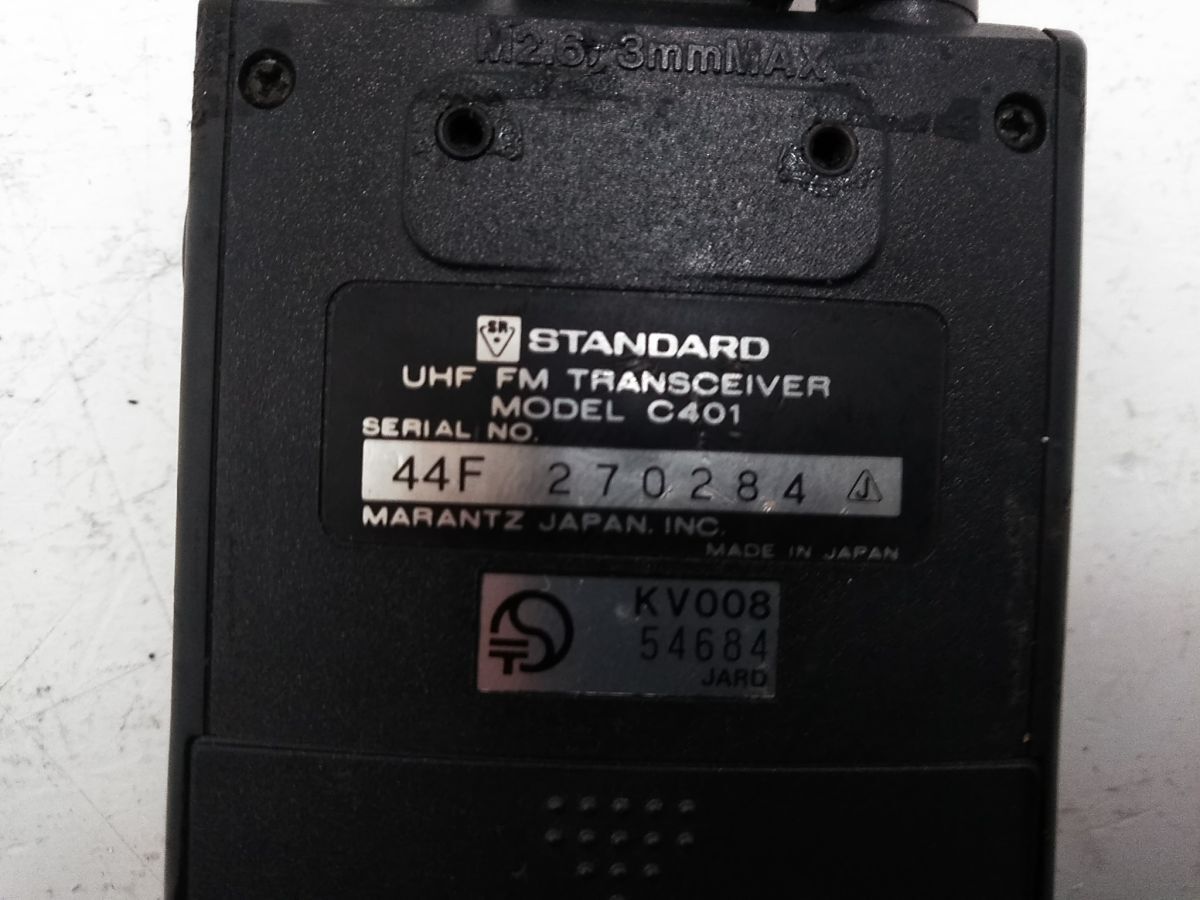 M2.6, 3mmMAX
SR STANDARD
UHF FM TRANSCEIVER
MODEL C401
SERIAL NO.
44F 270284 J
MARANTZ JAPAN. INC.
MADE IN JAPAN
KV008
T 54684
JARD